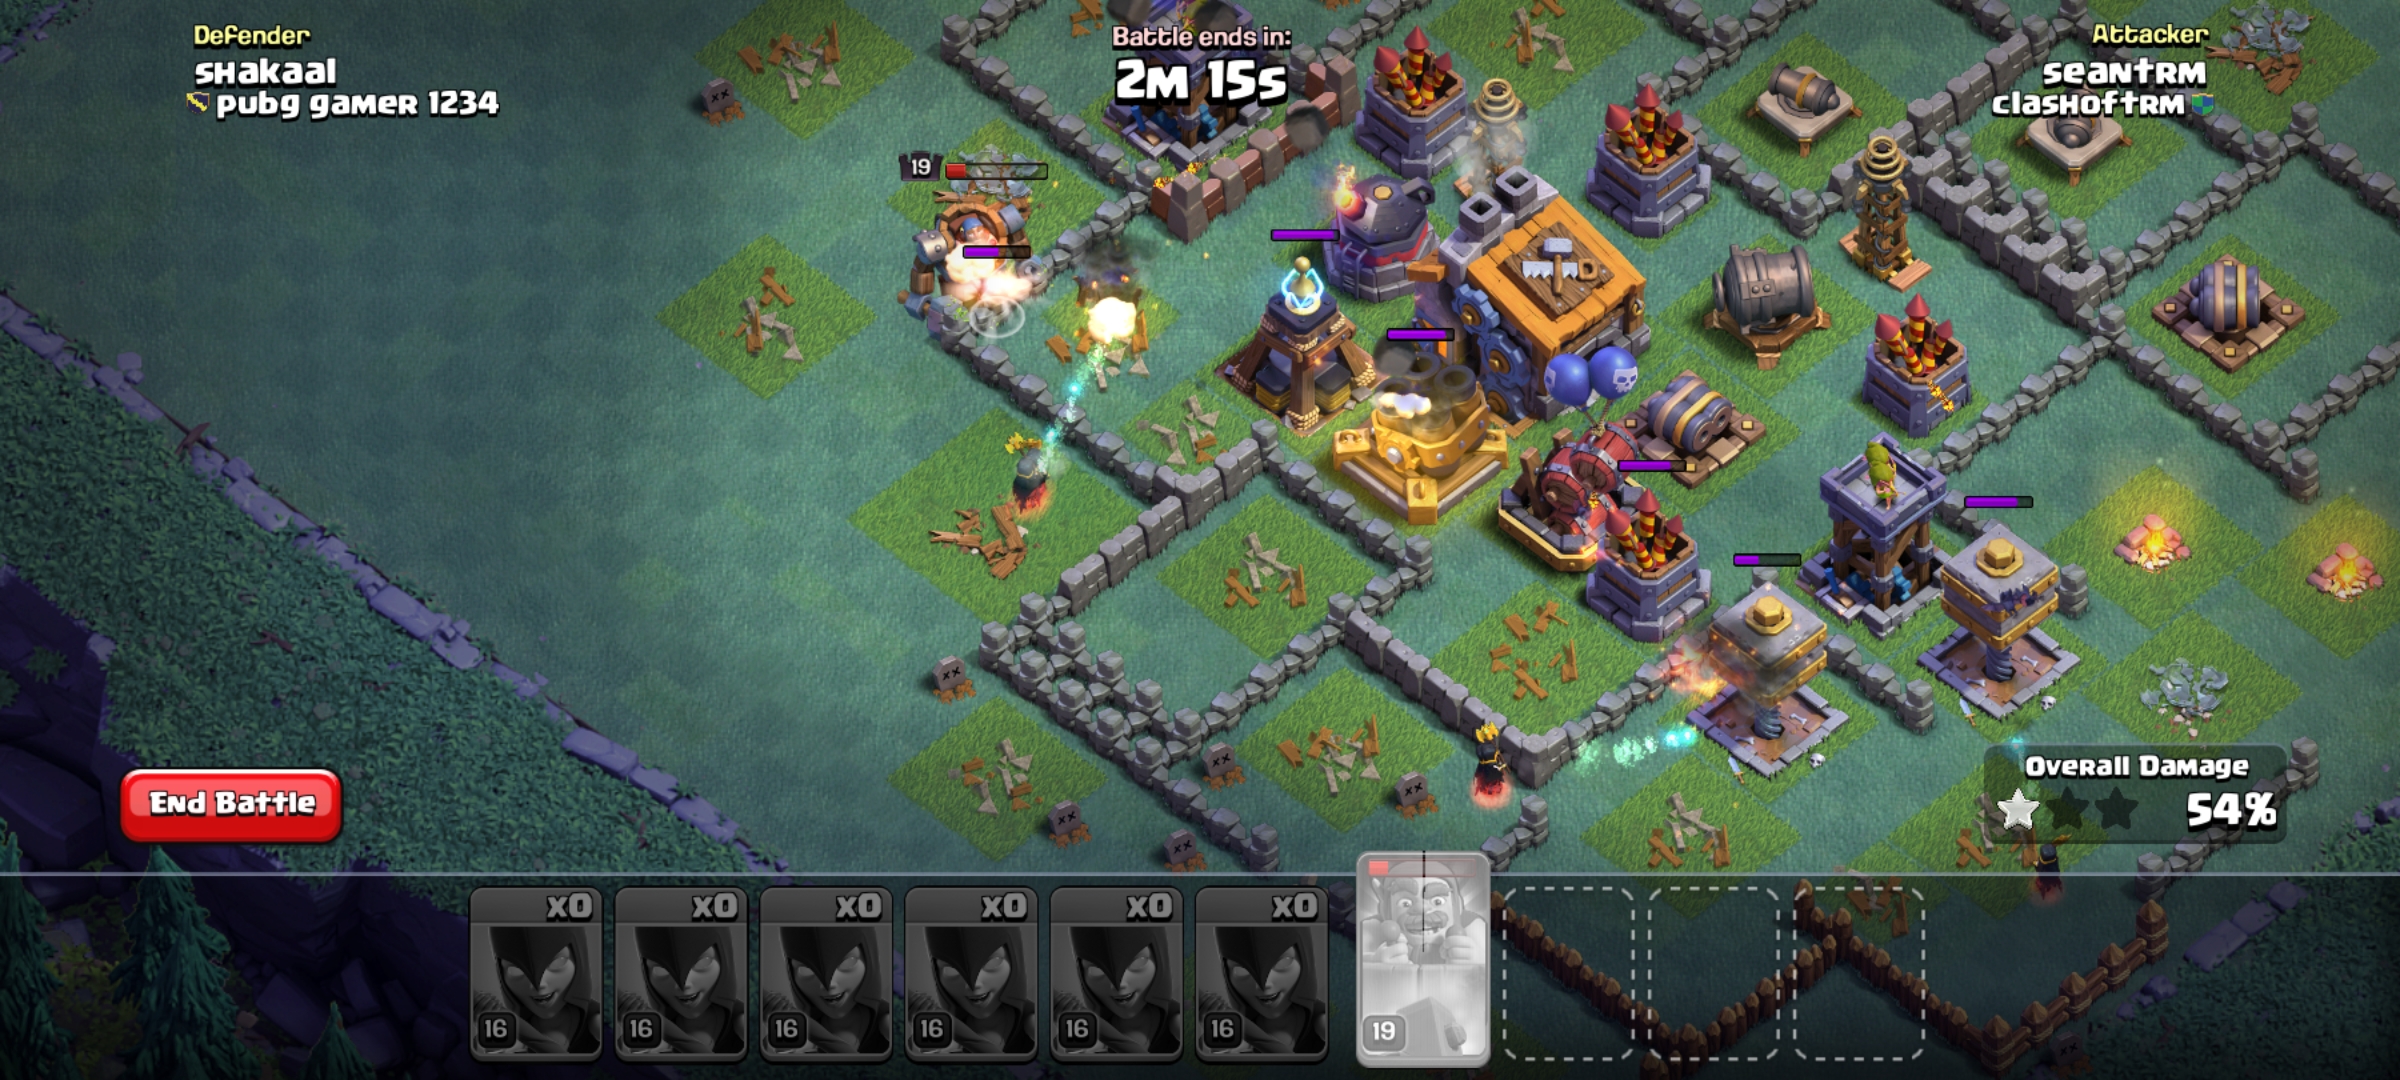 Defender
sHakaal
pubg gamer 1234
Battle ends in:
2M 15s
Attacker
seantRM
clashoftRM
19
End Battle
Overall Damage
54%
x0
x0
x0
x0
x0
x0
16
16
16
16
16
16
19